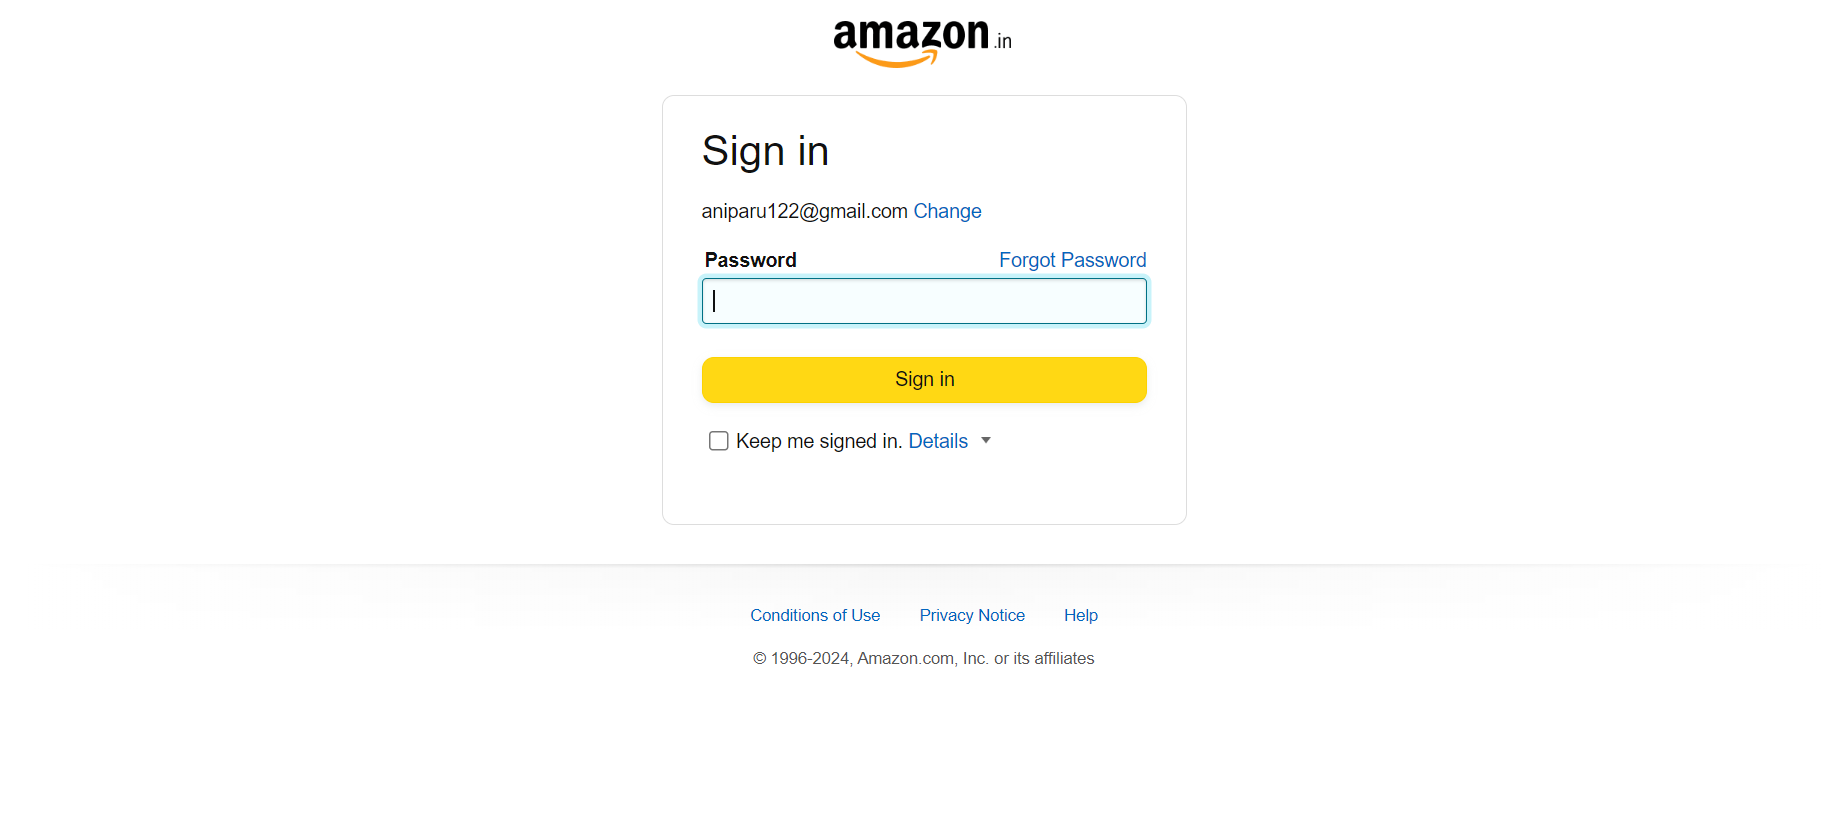 amazon.in
Sign in
aniparu122@gmail.com Change
Password Forgot Password
Sign in
Keep me signed in. Details
Conditions of Use Privacy Notice Help
© 1996-2024, Amazon.com, Inc. or its affiliates